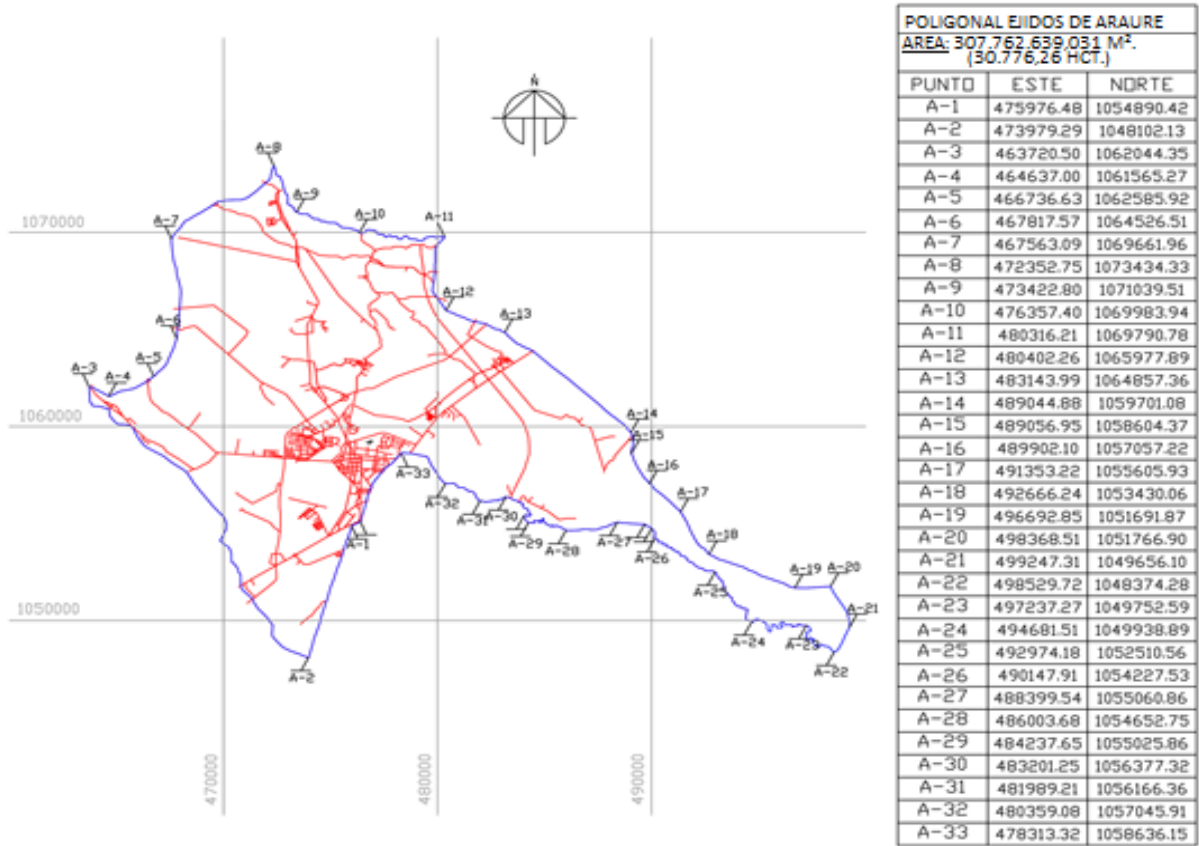 POLIGONAL EJIDOS DE ARAURE
AREA: 307.762.639,031 M².
(30.776,26 HCT.)
PUNTO ESTE NORTE
A-1 475976.48 1054890.42
A-2 473979.29 1048102.13
A-3 463720.50 1062044.35
A-4 464637.00 1061565.27
A-5 466736.63 1062585.92
A-6 467817.57 1064526.51
A-7 467563.09 1069661.96
A-8 472352.75 1073434.33
A-9 473422.80 1071039.51
A-10 476357.40 1069983.94
A-11 480316.21 1069790.78
A-12 480402.26 1065977.89
A-13 483143.99 1064857.36
A-14 489044.88 1059701.08
A-15 489056.95 1058604.37
A-16 489902.10 1057057.22
A-17 491353.22 1055605.93
A-18 492666.24 1053430.06
A-19 496692.85 1051691.87
A-20 498368.51 1051766.90
A-21 499247.31 1049656.10
A-22 498529.72 1048374.28
A-23 497237.27 1049752.59
A-24 494681.51 1049938.89
A-25 492974.18 1052510.56
A-26 490147.91 1054227.53
A-27 488399.54 1055060.86
A-28 486003.68 1054652.75
A-29 484237.65 1055025.86
A-30 483201.25 1056377.32
A-31 481989.21 1056166.36
A-32 480359.08 1057045.91
A-33 478313.32 1058636.15
N
A-8
A-9
A-7
A-10
A-11
1070000
A-12
A-13
A-6
A-5
A-3
A-4
A-14
1060000
A-15
A-33
A-16
A-32
A-17
A-31
A-30
A-29
A-27
A-1
A-28
A-18
A-26
A-25
A-19
A-20
1050000
A-21
A-24
A-23
A-22
A-2
470000
480000
490000